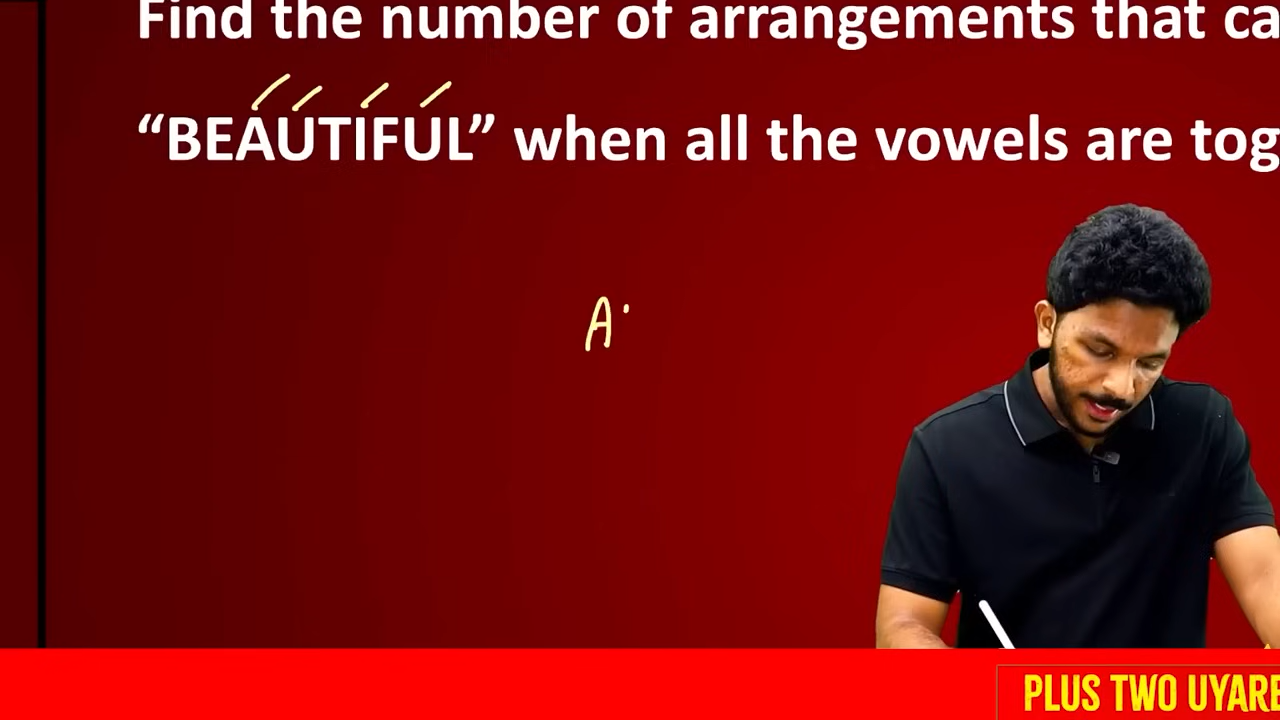 Find the number of arrangements that ca
“BEAUTIFUL” when all the vowels are tog
A
PLUS TWO UYARE